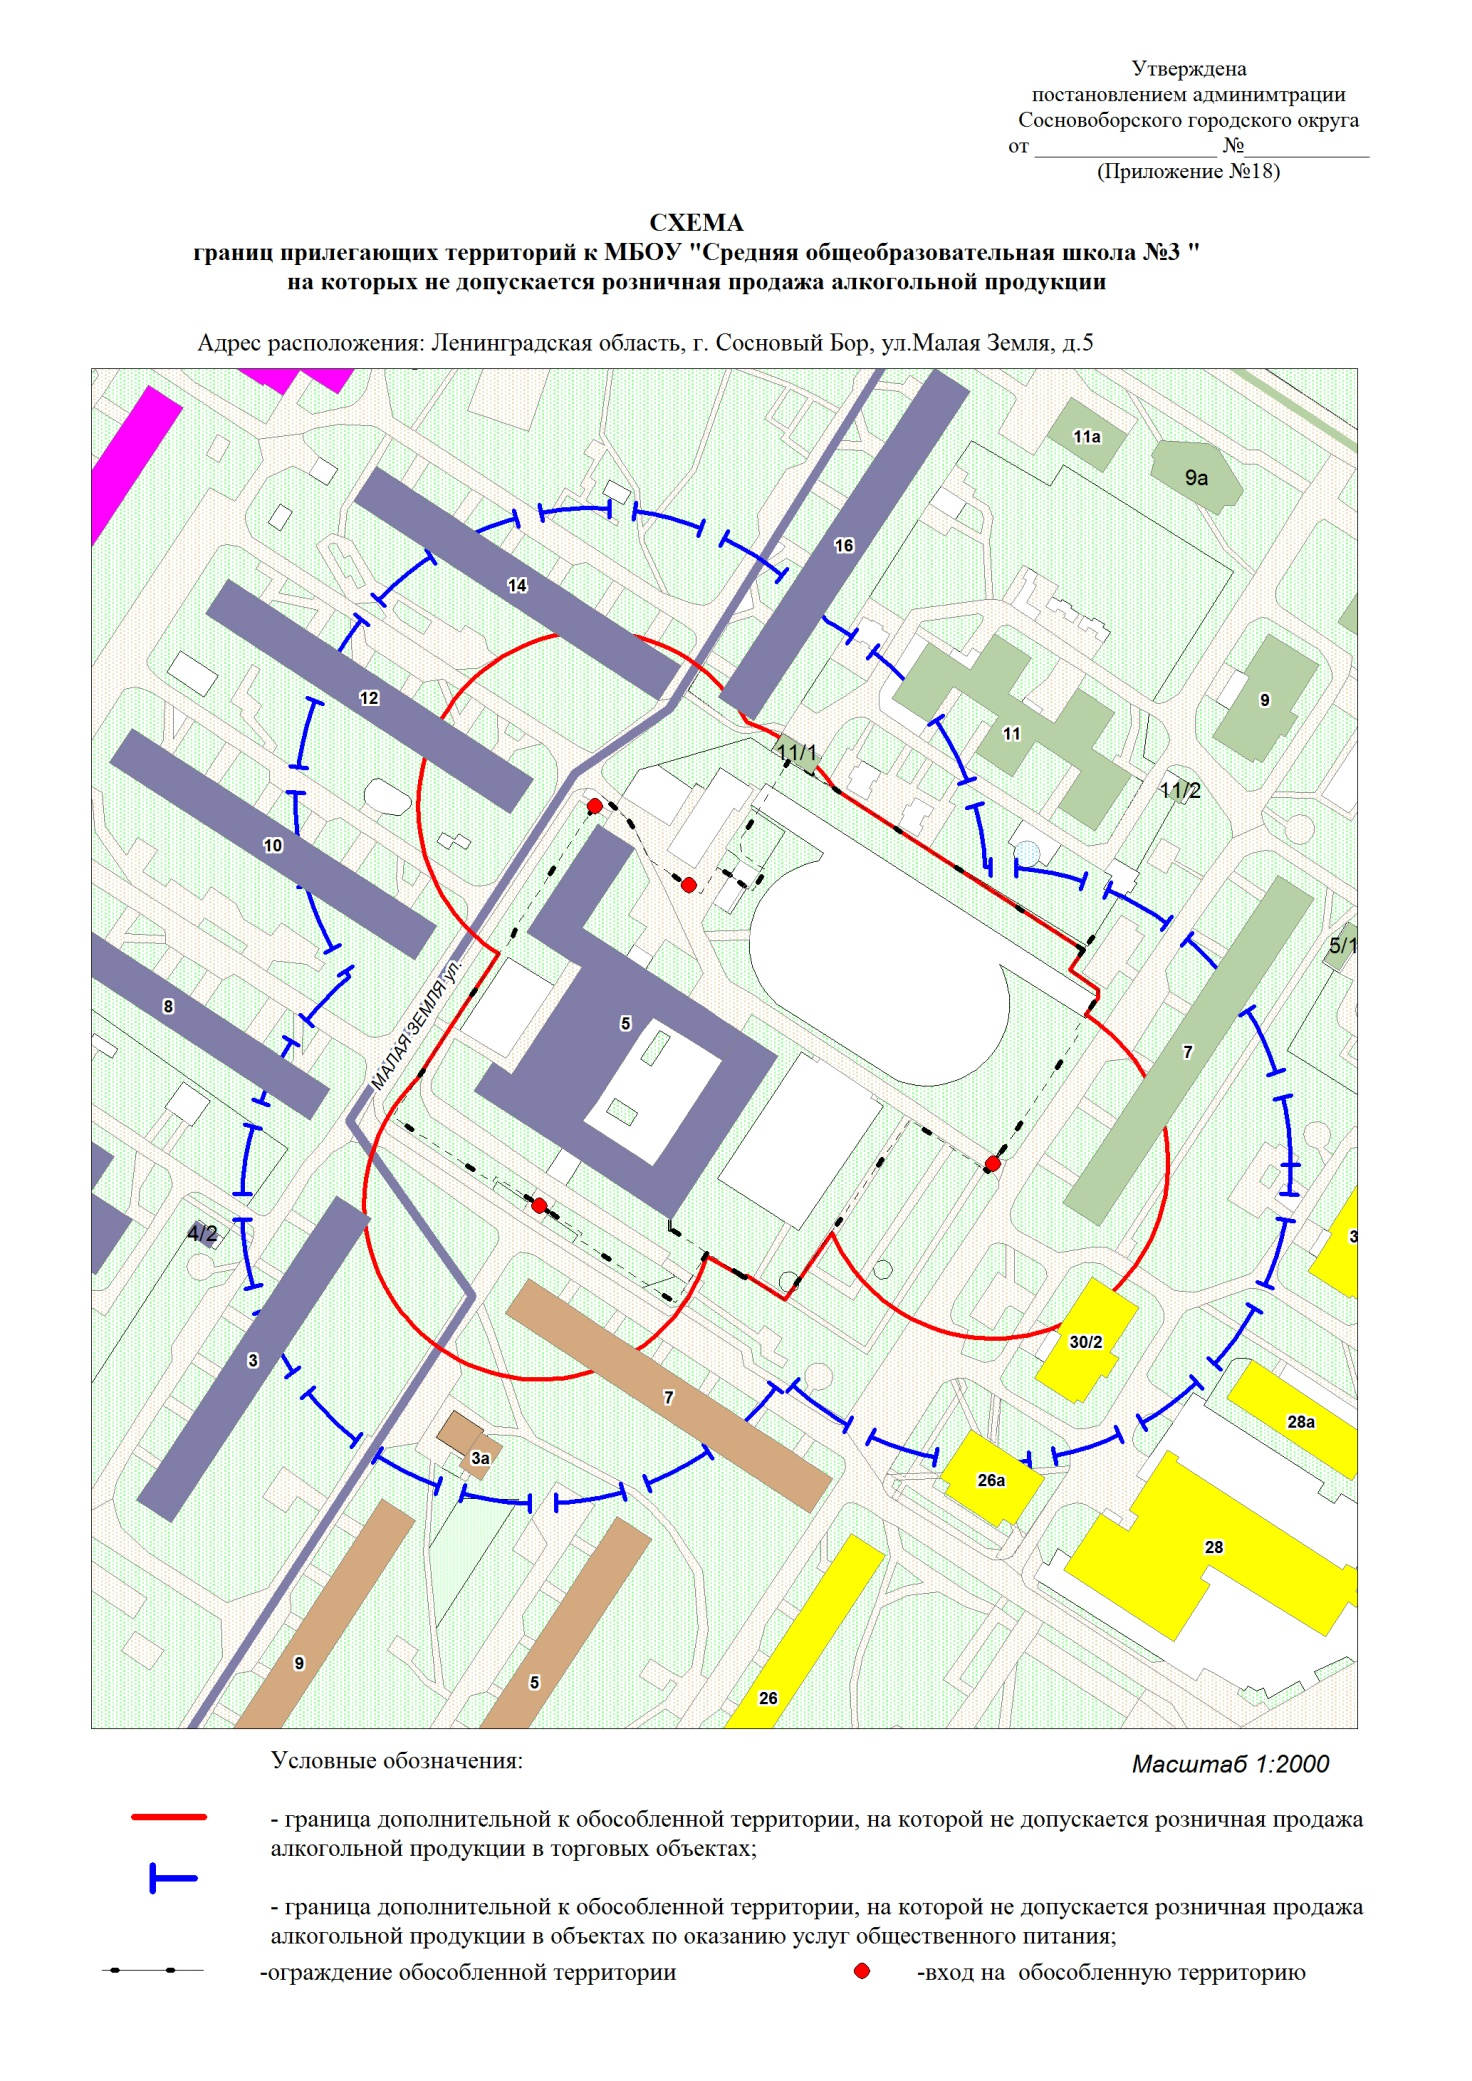 Утверждена
постановлением админимтрации
Сосновоборского городского округа
от _________________ №____________
(Приложение №18)
СХЕМА
границ прилегающих территорий к МБОУ "Средняя общеобразовательная школа №3 "
на которых не допускается розничная продажа алкогольной продукции
Адрес расположения: Ленинградская область, г. Сосновый Бор, ул.Малая Земля, д.5
11а
9а
16
14
12
9
11
11/1
11/2
10
5/1
МАЛАЯ ЗЕМЛЯ ул.
8
5
7
4/2
3
30/2
3
7
28а
3а
26а
28
9
5
26
Условные обозначения:
Масштаб 1:2000
- граница дополнительной к обособленной территории, на которой не допускается розничная продажа
алкогольной продукции в торговых объектах;
- граница дополнительной к обособленной территории, на которой не допускается розничная продажа
алкогольной продукции в объектах по оказанию услуг общественного питания;
-ограждение обособленной территории
-вход на  обособленную территорию